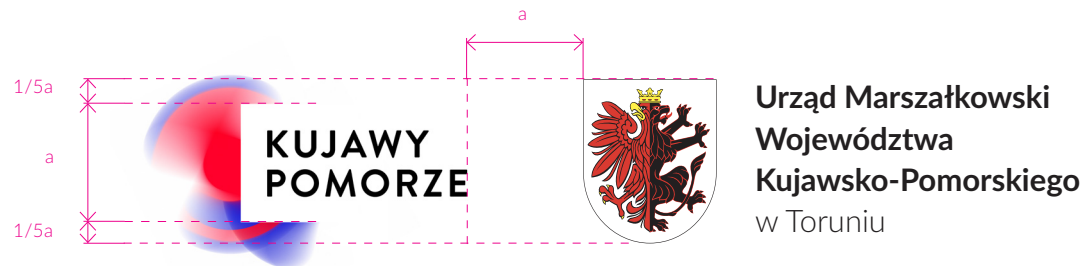 a
1/5a
a
1/5a
KUJAWY
POMORZE
Urząd Marszałkowski
Województwa
Kujawsko-Pomorskiego
w Toruniu